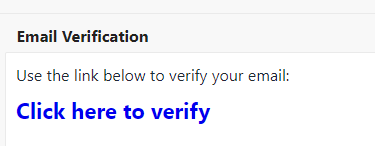 Email Verification
Use the link below to verify your email:
Click here to verify